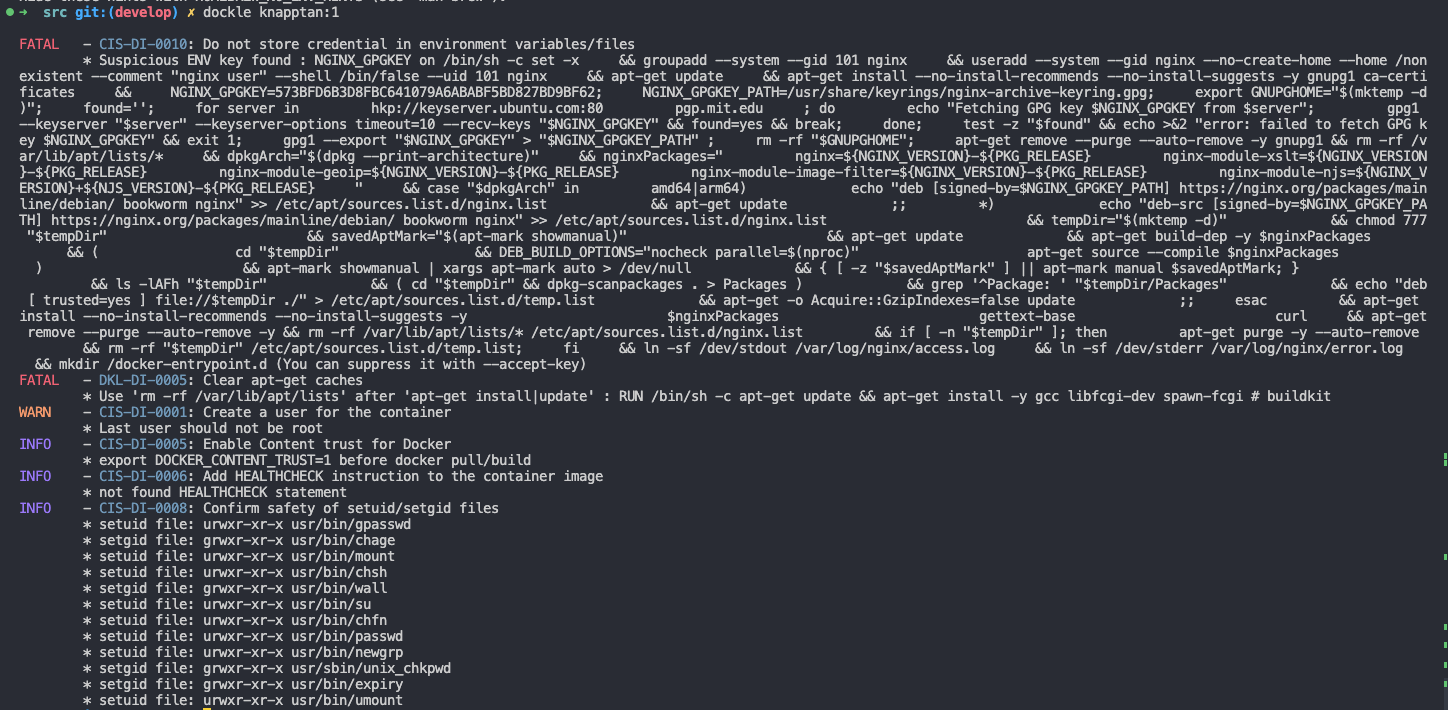 ● ➜ src git:(develop) ✗ dockle knapptan:1
FATAL - CIS-DI-0010: Do not store credential in environment variables/files
* Suspicious ENV key found : NGINX_GPGKEY on /bin/sh -c set -x && groupadd --system --gid 101 nginx && useradd --system --gid nginx --no-create-home --home /non
existent --comment "nginx user" --shell /bin/false --uid 101 nginx && apt-get update && apt-get install --no-install-recommends --no-install-suggests -y gnupg1 ca-certi
ficates && NGINX_GPGKEY=573BFD6B3D8FBC641079A6ABABF5BD827BD9BF62; NGINX_GPGKEY_PATH=/usr/share/keyrings/nginx-archive-keyring.gpg; export GNUPGHOME="$(mktemp -d
)"; found=''; for server in hkp://keyserver.ubuntu.com:80 pgp.mit.edu ; do echo "Fetching GPG key $NGINX_GPGKEY from $server"; gpg1
--keyserver "$server" --keyserver-options timeout=10 --recv-keys "$NGINX_GPGKEY" && found=yes && break; done; test -z "$found" && echo >&2 "error: failed to fetch GPG k
ey $NGINX_GPGKEY" && exit 1; gpg1 --export "$NGINX_GPGKEY" > "$NGINX_GPGKEY_PATH" ; rm -rf "$GNUPGHOME"; apt-get remove --purge --auto-remove -y gnupg1 && rm -rf /v
ar/lib/apt/lists/* && dpkgArch="$(dpkg --print-architecture)" && nginxPackages=" nginx=${NGINX_VERSION}-${PKG_RELEASE} nginx-module-xslt=${NGINX_VERSION
}-${PKG_RELEASE} nginx-module-geoip=${NGINX_VERSION}-${PKG_RELEASE} nginx-module-image-filter=${NGINX_VERSION}-${PKG_RELEASE} nginx-module-njs=${NGINX_V
ERSION}+${NJS_VERSION}-${PKG_RELEASE} " && case "$dpkgArch" in amd64|arm64) echo "deb [signed-by=$NGINX_GPGKEY_PATH] https://nginx.org/packages/main
line/debian/ bookworm nginx" >> /etc/apt/sources.list.d/nginx.list && apt-get update ;; *) echo "deb-src [signed-by=$NGINX_GPGKEY_PA
TH] https://nginx.org/packages/mainline/debian/ bookworm nginx" >> /etc/apt/sources.list.d/nginx.list && tempDir="$(mktemp -d)" && chmod 777
"$tempDir" && savedAptMark="$(apt-mark showmanual)" && apt-get update && apt-get build-dep -y $nginxPackages
&& ( cd "$tempDir" && DEB_BUILD_OPTIONS="nocheck parallel=$(nproc)" apt-get source --compile $nginxPackages
) && apt-mark showmanual | xargs apt-mark auto > /dev/null && { [ -z "$savedAptMark" ] || apt-mark manual $savedAptMark; }
&& ls -lAFh "$tempDir" && ( cd "$tempDir" && dpkg-scanpackages . > Packages ) && grep '^Package: ' "$tempDir/Packages" && echo "deb
[ trusted=yes ] file://$tempDir ./" > /etc/apt/sources.list.d/temp.list && apt-get -o Acquire::GzipIndexes=false update ;; esac && apt-get
install --no-install-recommends --no-install-suggests -y $nginxPackages gettext-base curl && apt-get
remove --purge --auto-remove -y && rm -rf /var/lib/apt/lists/* /etc/apt/sources.list.d/nginx.list && if [ -n "$tempDir" ]; then apt-get purge -y --auto-remove
&& rm -rf "$tempDir" /etc/apt/sources.list.d/temp.list; fi && ln -sf /dev/stdout /var/log/nginx/access.log && ln -sf /dev/stderr /var/log/nginx/error.log
&& mkdir /docker-entrypoint.d (You can suppress it with --accept-key)
FATAL - DKL-DI-0005: Clear apt-get caches
* Use 'rm -rf /var/lib/apt/lists' after 'apt-get install|update' : RUN /bin/sh -c apt-get update && apt-get install -y gcc libfcgi-dev spawn-fcgi # buildkit
WARN - CIS-DI-0001: Create a user for the container
* Last user should not be root
INFO - CIS-DI-0005: Enable Content trust for Docker
* export DOCKER_CONTENT_TRUST=1 before docker pull/build
INFO - CIS-DI-0006: Add HEALTHCHECK instruction to the container image
* not found HEALTHCHECK statement
INFO - CIS-DI-0008: Confirm safety of setuid/setgid files
* setuid file: urwxr-xr-x usr/bin/gpasswd
* setgid file: grwxr-xr-x usr/bin/chage
* setuid file: urwxr-xr-x usr/bin/mount
* setuid file: urwxr-xr-x usr/bin/chsh
* setgid file: grwxr-xr-x usr/bin/wall
* setuid file: urwxr-xr-x usr/bin/su
* setuid file: urwxr-xr-x usr/bin/chfn
* setuid file: urwxr-xr-x usr/bin/passwd
* setuid file: urwxr-xr-x usr/bin/newgrp
* setgid file: grwxr-xr-x usr/sbin/unix_chkpwd
* setgid file: grwxr-xr-x usr/bin/expiry
* setuid file: urwxr-xr-x usr/bin/umount